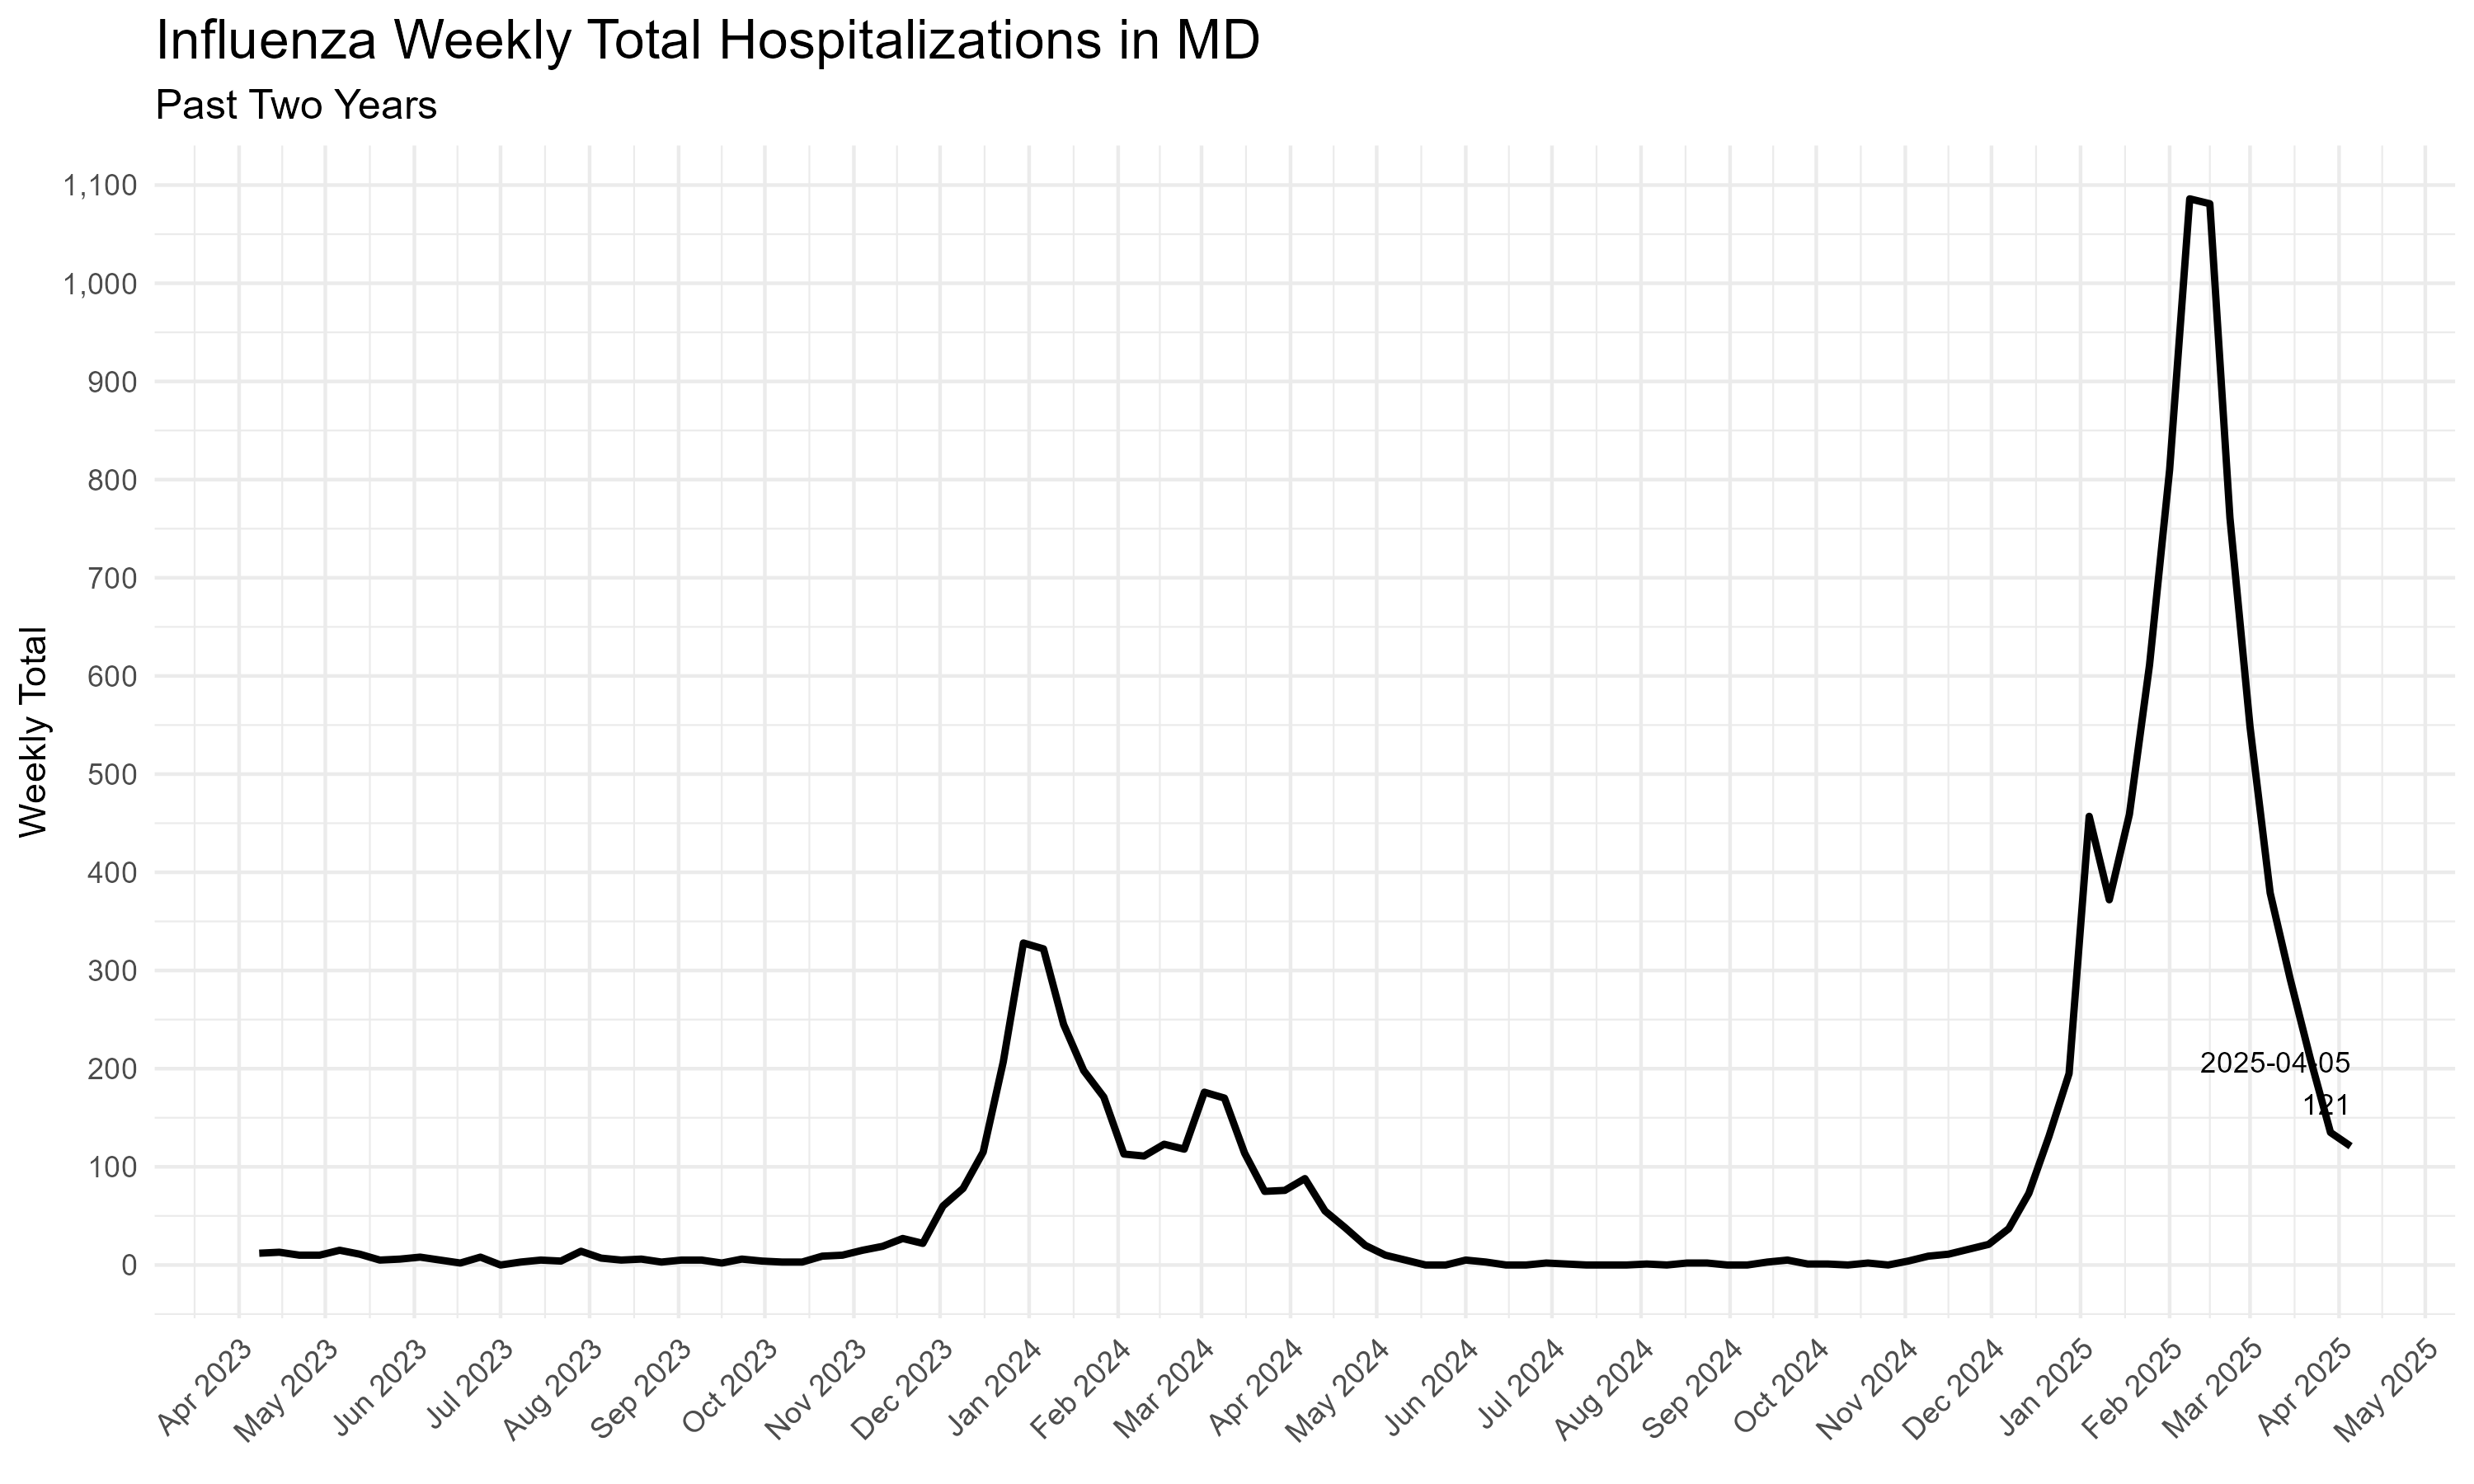 Influenza Weekly Total Hospitalizations in MD
Past Two Years
Weekly Total
1,100
1,000
900
800
700
600
500
400
300
200
100
0
2025-04-05
121
Apr 2023
May 2023
Jun 2023
Jul 2023
Aug 2023
Sep 2023
Oct 2023
Nov 2023
Dec 2023
Jan 2024
Feb 2024
Mar 2024
Apr 2024
May 2024
Jun 2024
Jul 2024
Aug 2024
Sep 2024
Oct 2024
Nov 2024
Dec 2024
Jan 2025
Feb 2025
Mar 2025
Apr 2025
May 2025